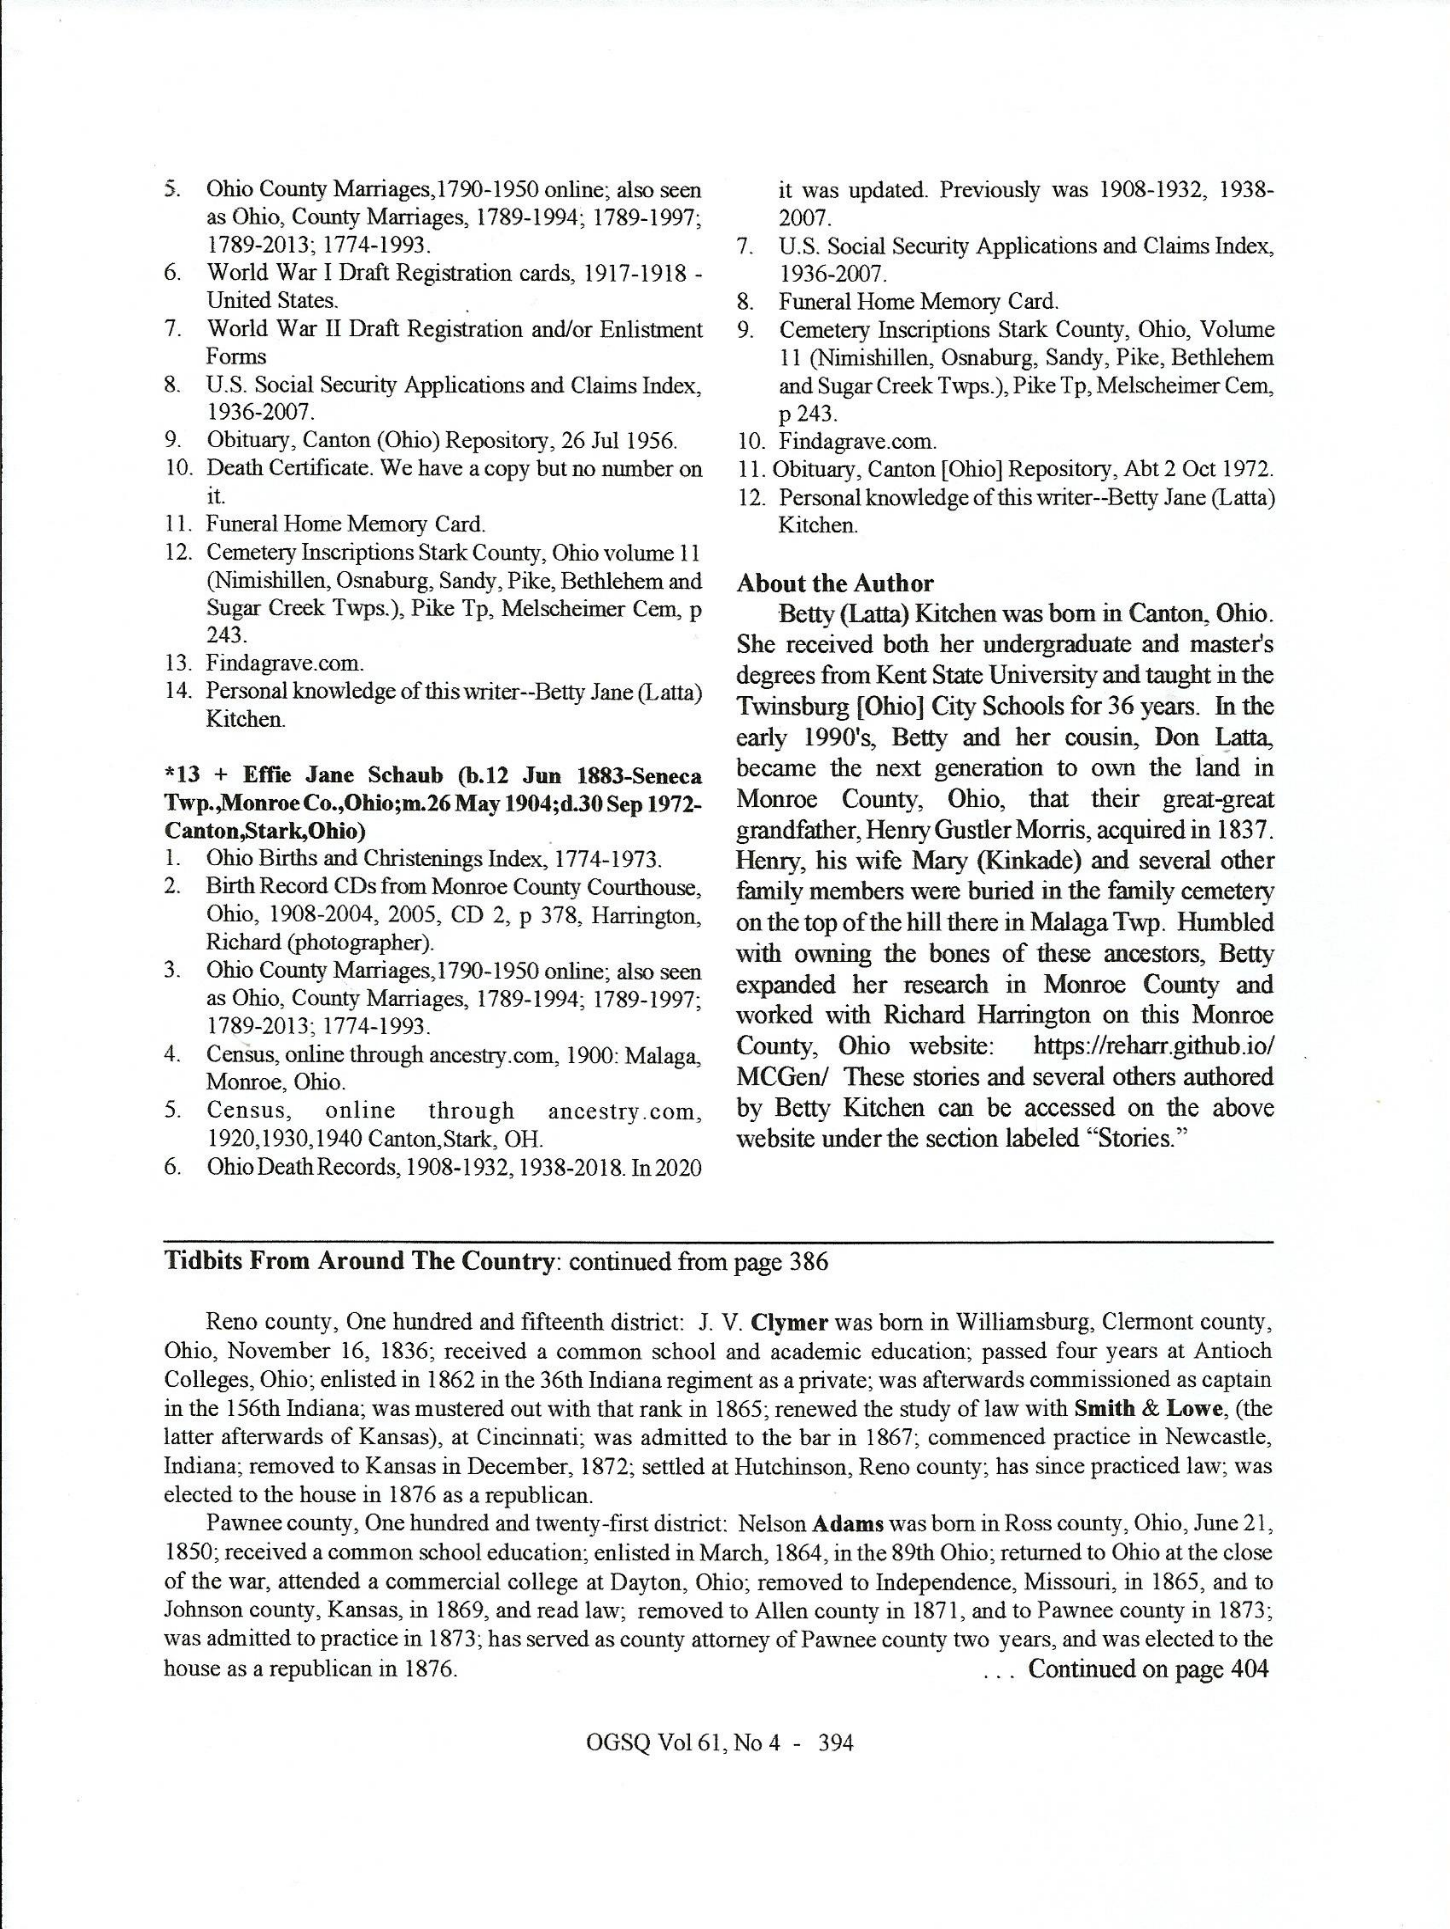 5. Ohio County Marriages,1790-1950 online; also seen
as Ohio, County Marriages, 1789-1994; 1789-1997;
1789-2013; 1774-1993.
6. World War I Draft Registration cards, 1917-1918 -
United States.
7. World War II Draft Registration and/or Enlistment
Forms
8. U.S. Social Security Applications and Claims Index,
1936-2007.
9. Obituary, Canton (Ohio) Repository, 26 Jul 1956.
10. Death Certificate. We have a copy but no number on
it.
11. Funeral Home Memory Card.
12. Cemetery Inscriptions Stark County, Ohio volume 11
(Nimishillen, Osnaburg, Sandy, Pike, Bethlehem and
Sugar Creek Twps.), Pike Tp, Melscheimer Cem, p
243.
13. Findagrave.com.
14. Personal knowledge of this writer--Betty Jane (Latta)
Kitchen.
*13 + Effie Jane Schaub (b.12 Jun 1883-Seneca
Twp.,Monroe Co.,Ohio;m.26 May 1904;d.30 Sep 1972-
Canton,Stark,Ohio)
1. Ohio Births and Christenings Index, 1774-1973.
2. Birth Record CDs from Monroe County Courthouse,
Ohio, 1908-2004, 2005, CD 2, p 378, Harrington,
Richard (photographer).
3. Ohio County Marriages,1790-1950 online; also seen
as Ohio, County Marriages, 1789-1994; 1789-1997;
1789-2013; 1774-1993.
4. Census, online through ancestry.com, 1900: Malaga,
Monroe, Ohio.
5. Census, online through ancestry.com,
1920,1930,1940 Canton,Stark, OH.
6. Ohio Death Records, 1908-1932, 1938-2018. In 2020
it was updated. Previously was 1908-1932, 1938-
2007.
7. U.S. Social Security Applications and Claims Index,
1936-2007.
8. Funeral Home Memory Card.
9. Cemetery Inscriptions Stark County, Ohio, Volume
11 (Nimishillen, Osnaburg, Sandy, Pike, Bethlehem
and Sugar Creek Twps.), Pike Tp, Melscheimer Cem,
p 243.
10. Findagrave.com.
11. Obituary, Canton [Ohio] Repository, Abt 2 Oct 1972.
12. Personal knowledge of this writer--Betty Jane (Latta)
Kitchen.
About the Author
Betty (Latta) Kitchen was born in Canton, Ohio.
She received both her undergraduate and master's
degrees from Kent State University and taught in the
Twinsburg [Ohio] City Schools for 36 years. In the
early 1990's, Betty and her cousin, Don Latta,
became the next generation to own the land in
Monroe County, Ohio, that their great-great
grandfather, Henry Gustler Morris, acquired in 1837.
Henry, his wife Mary (Kinkade) and several other
family members were buried in the family cemetery
on the top of the hill there in Malaga Twp. Humbled
with owning the bones of these ancestors, Betty
expanded her research in Monroe County and
worked with Richard Harrington on this Monroe
County, Ohio website: https://reharr.github.io/
MCGen/ These stories and several others authored
by Betty Kitchen can be accessed on the above
website under the section labeled “Stories.”
Tidbits From Around The Country: continued from page 386
Reno county, One hundred and fifteenth district: J. V. Clymer was born in Williamsburg, Clermont county,
Ohio, November 16, 1836; received a common school and academic education; passed four years at Antioch
Colleges, Ohio; enlisted in 1862 in the 36th Indiana regiment as a private; was afterwards commissioned as captain
in the 156th Indiana; was mustered out with that rank in 1865; renewed the study of law with Smith & Lowe, (the
latter afterwards of Kansas), at Cincinnati; was admitted to the bar in 1867; commenced practice in Newcastle,
Indiana; removed to Kansas in December, 1872; settled at Hutchinson, Reno county; has since practiced law; was
elected to the house in 1876 as a republican.
Pawnee county, One hundred and twenty-first district: Nelson Adams was born in Ross county, Ohio, June 21,
1850; received a common school education; enlisted in March, 1864, in the 89th Ohio; returned to Ohio at the close
of the war, attended a commercial college at Dayton, Ohio; removed to Independence, Missouri, in 1865, and to
Johnson county, Kansas, in 1869, and read law; removed to Allen county in 1871, and to Pawnee county in 1873;
was admitted to practice in 1873; has served as county attorney of Pawnee county two years, and was elected to the
house as a republican in 1876. . . . Continued on page 404
OGSQ Vol 61, No 4 - 394